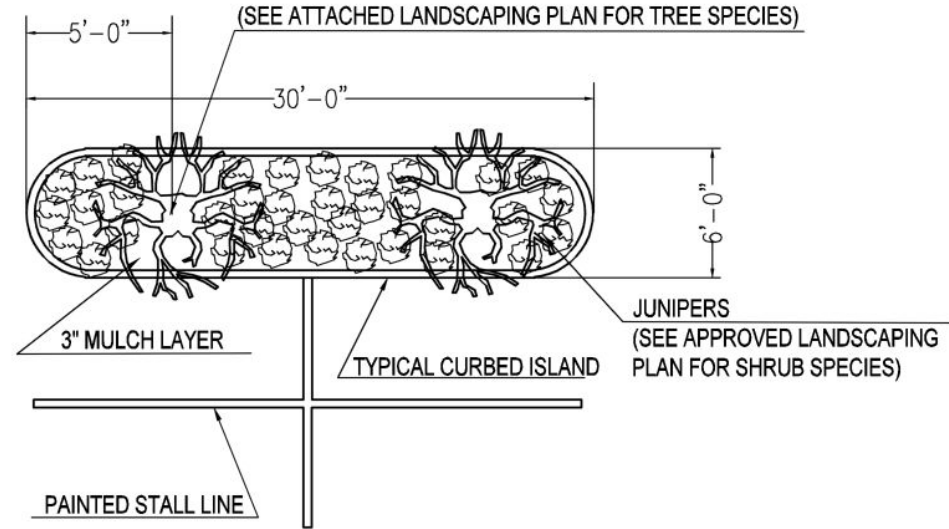 (SEE ATTACHED LANDSCAPING PLAN FOR TREE SPECIES)
5'-0"
30'-0"
6'-0"
JUNIPERS
(SEE APPROVED LANDSCAPING
PLAN FOR SHRUB SPECIES)
3" MULCH LAYER
TYPICAL CURBED ISLAND
PAINTED STALL LINE